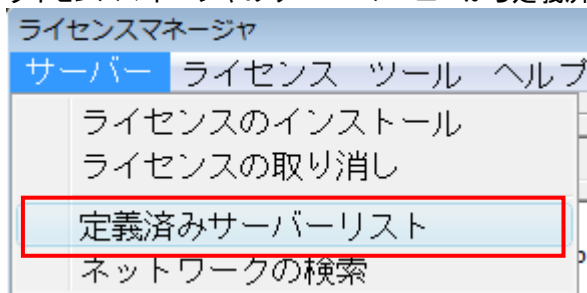 ライセンスマネージャ
サーバー ライセンス ツール ヘルプ
ライセンスのインストール
ライセンスの取り消し
定義済みサーバーリスト
ネットワークの検索